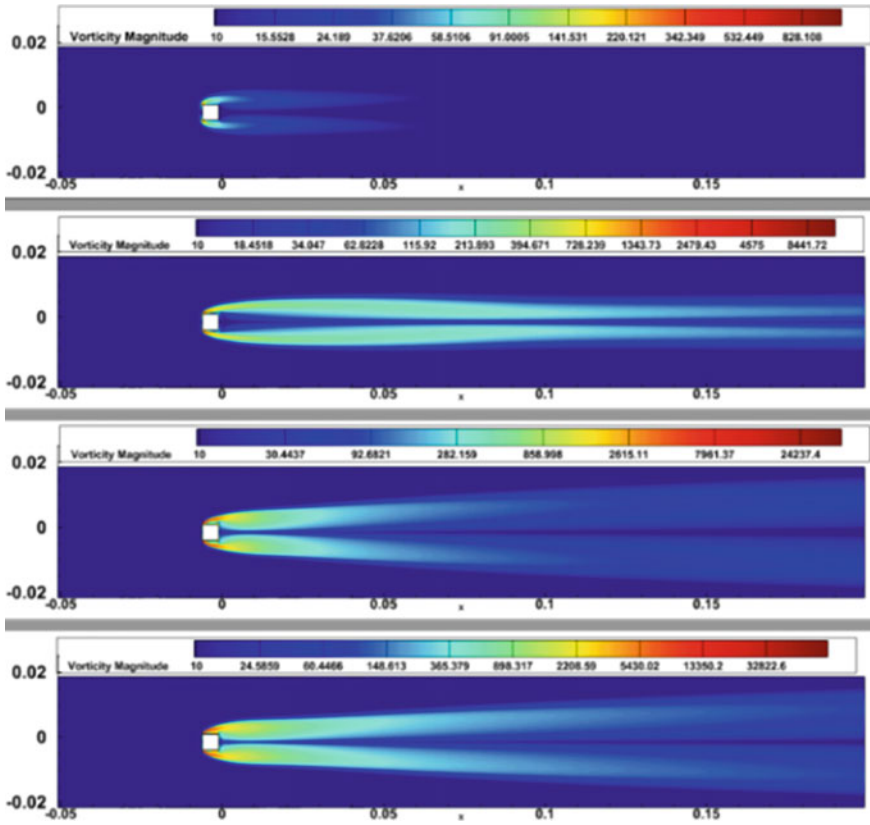 Vorticity Magnitude
10 15.5528 24.189 37.6206 58.5106 91.0005 141.531 220.121 342.349 532.449 828.108
0.02
0
-0.02
-0.05 0 0.05 x 0.1 0.15
Vorticity Magnitude
10 18.4518 34.047 62.8228 115.92 213.893 394.671 728.239 1343.73 2479.43 4575 8441.72
0.02
0
-0.02
-0.05 0 0.05 x 0.1 0.15
Vorticity Magnitude
10 30.4437 92.6821 282.159 858.998 2615.11 7961.37 24237.4
0.02
0
-0.02
-0.05 0 0.05 x 0.1 0.15
Vorticity Magnitude
10 24.5859 60.4466 148.613 365.379 898.317 2208.59 5430.02 13350.2 32822.6
0.02
0
-0.02
-0.05 0 0.05 x 0.1 0.15